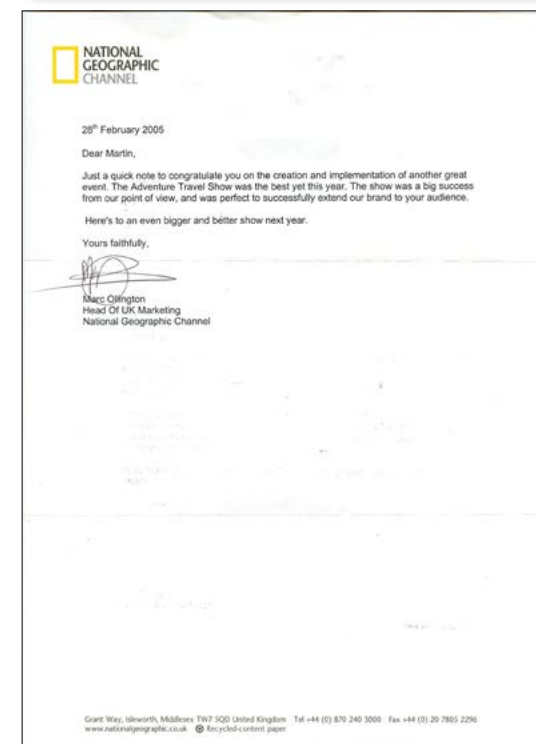 NATIONAL
GEOGRAPHIC
CHANNEL
28th February 2005
Dear Martin,
Just a quick note to congratulate you on the creation and implementation of another great
event. The Adventure Travel Show was the best yet this year. The show was a big success
from our point of view, and was perfect to successfully extend our brand to your audience.
Here's to an even bigger and better show next year.
Yours faithfully,
Marc Ollington
Head Of UK Marketing
National Geographic Channel
Grant Way, Isleworth, Middlesex TW7 5QD United Kingdom Tel +44 (0) 870 240 3000 Fax +44 (0) 20 7805 2296
www.nationalgeographic.co.uk Recycled-content paper